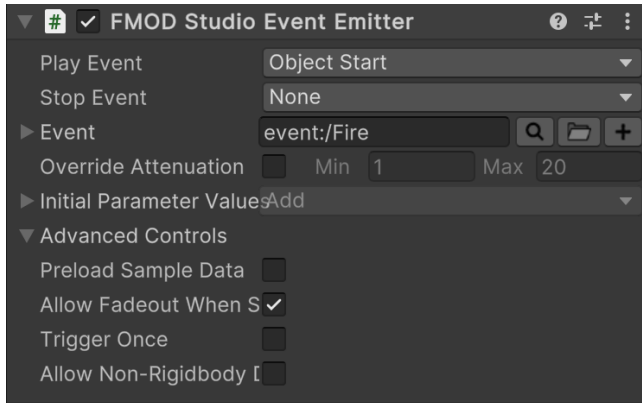 FMOD Studio Event Emitter
Play Event Object Start
Stop Event None
Event event:/Fire
Override Attenuation Min 1 Max 20
Initial Parameter Values Add
Advanced Controls
Preload Sample Data
Allow Fadeout When S
Trigger Once
Allow Non-Rigidbody